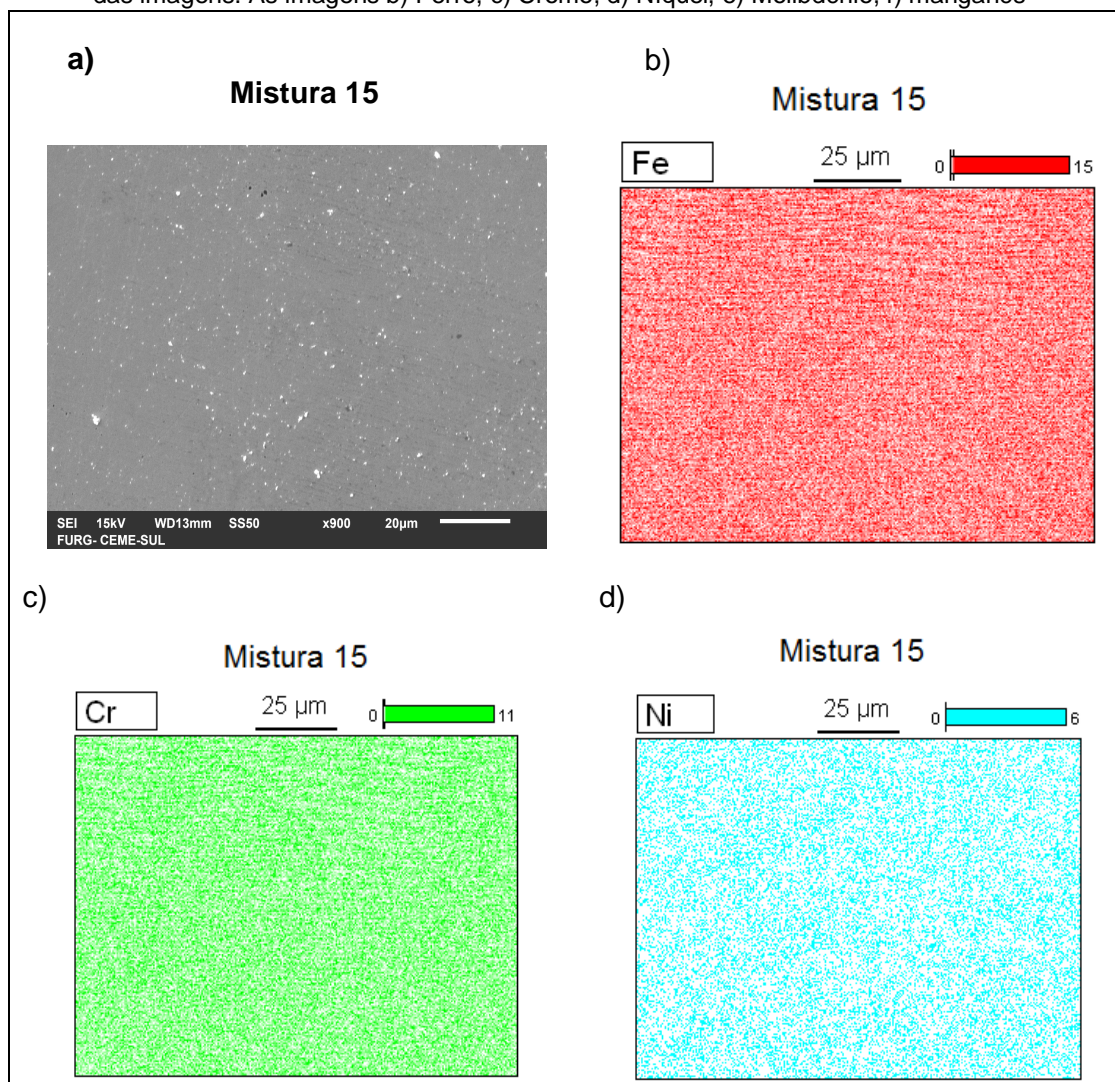 das imagens. As imagens b) Ferro, c) Cromo, d) Níquel, e) Molibdênio, f) manganês
a)
Mistura 15
SEI 15kV WD13mm SS50 x900 20µm
FURG- CEME-SUL
b)
Mistura 15
Fe 25 µm 0 15
c)
Mistura 15
Cr 25 µm 0 11
d)
Mistura 15
Ni 25 µm 0 6